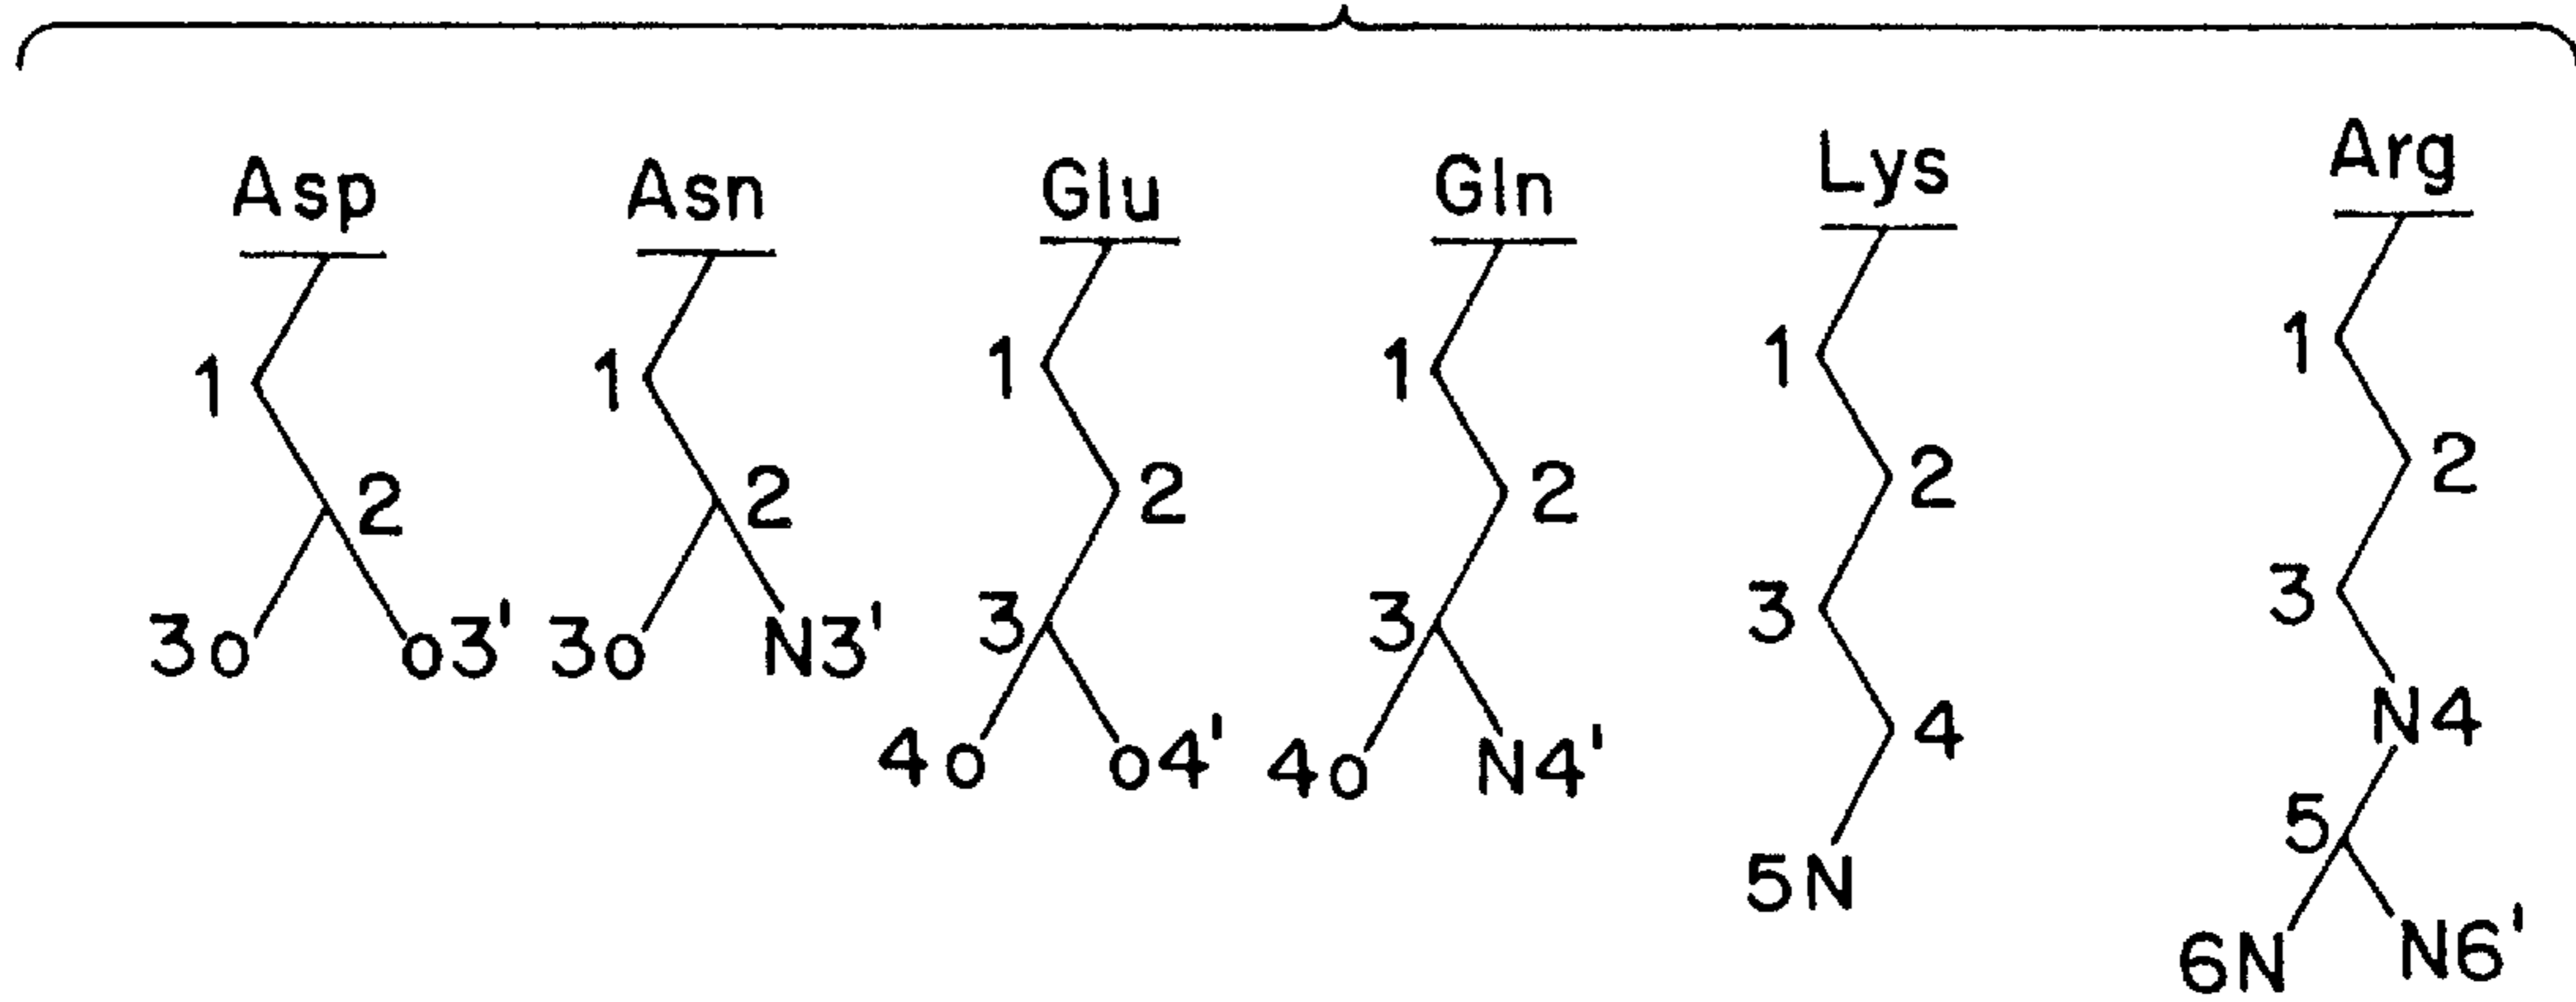 Asp Asn Glu Gln Lys Arg
1 1 1 1 1 1
2 2 2 2 2 2
3o o3' 3o N3' 3 3 3 3
4o o4' 4o N4' 4 N4
5N 5
6N N6'